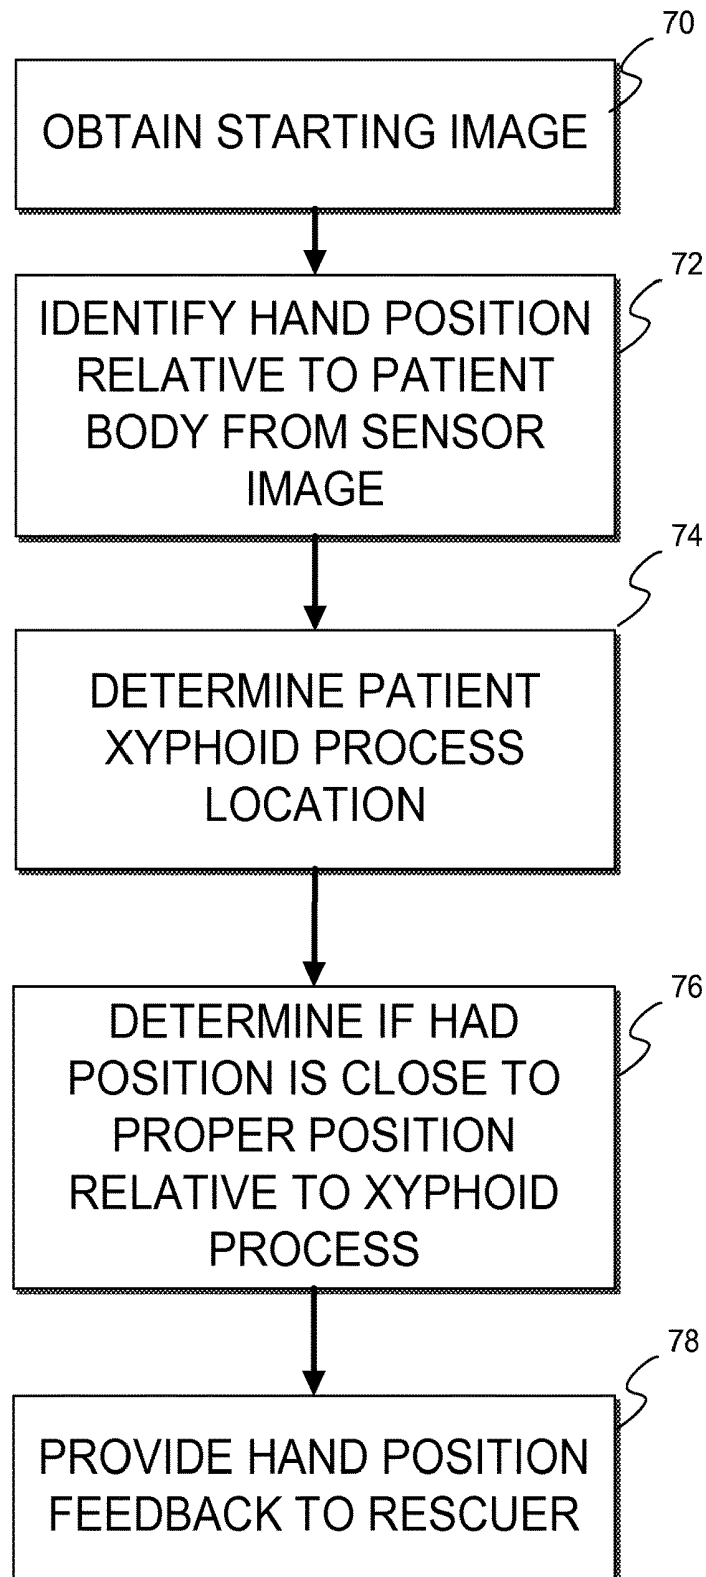 70
OBTAIN STARTING IMAGE
72
IDENTIFY HAND POSITION
RELATIVE TO PATIENT
BODY FROM SENSOR
IMAGE
74
DETERMINE PATIENT
XYPHOID PROCESS
LOCATION
76
DETERMINE IF HAD
POSITION IS CLOSE TO
PROPER POSITION
RELATIVE TO XYPHOID
PROCESS
78
PROVIDE HAND POSITION
FEEDBACK TO RESCUER